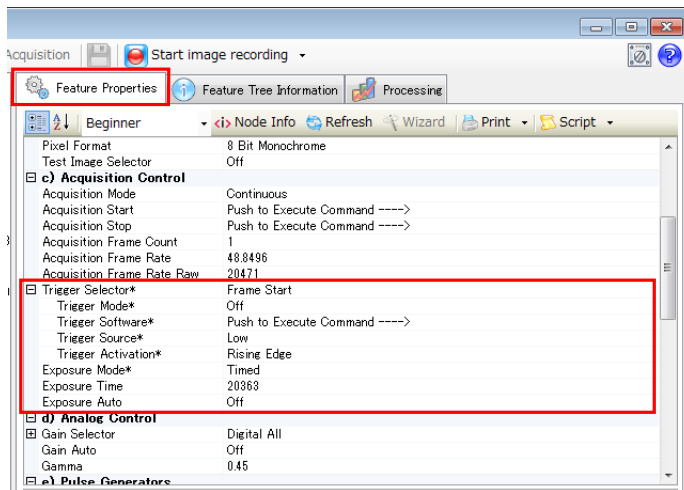 Acquisition Start image recording
Feature Properties Feature Tree Information Processing
Beginner <i> Node Info Refresh Wizard Print Script
Pixel Format 8 Bit Monochrome
Test Image Selector Off
c) Acquisition Control
Acquisition Mode Continuous
Acquisition Start Push to Execute Command ---->
Acquisition Stop Push to Execute Command ---->
Acquisition Frame Count 1
Acquisition Frame Rate 48.8496
Acquisition Frame Rate Raw 20471
Trigger Selector* Frame Start
Trigger Mode* Off
Trigger Software* Push to Execute Command ---->
Trigger Source* Low
Trigger Activation* Rising Edge
Exposure Mode* Timed
Exposure Time 20363
Exposure Auto Off
d) Analog Control
Gain Selector Digital All
Gain Auto Off
Gamma 0.45
e) Pulse Generators